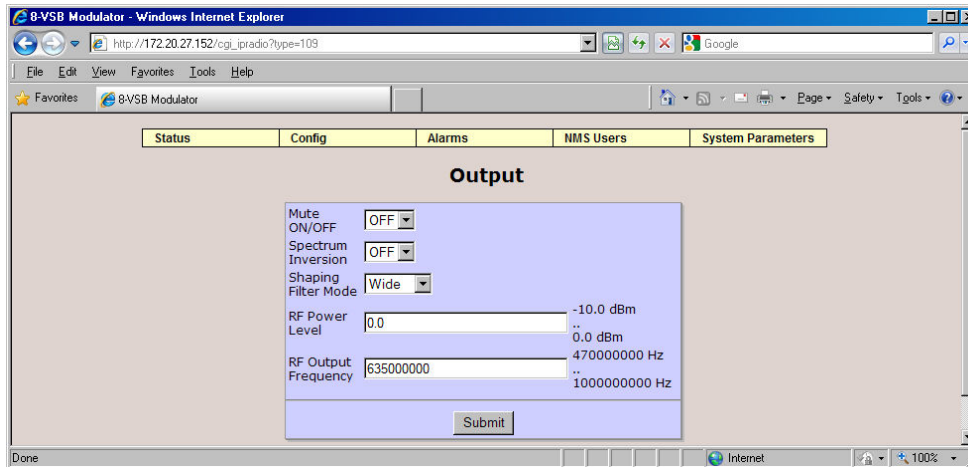 8-VSB Modulator - Windows Internet Explorer
http://172.20.27.152/cgi_ipradio?type=109
Google
File Edit View Favorites Tools Help
Favorites 8-VSB Modulator Page Safety Tools
Status Config Alarms NMS Users System Parameters
Output
Mute
ON/OFF
OFF
Spectrum
Inversion
OFF
Shaping
Filter Mode
Wide
RF Power
Level
0.0
-10.0 dBm
..
0.0 dBm
RF Output
Frequency
635000000
470000000 Hz
..
1000000000 Hz
Submit
Done Internet 100%